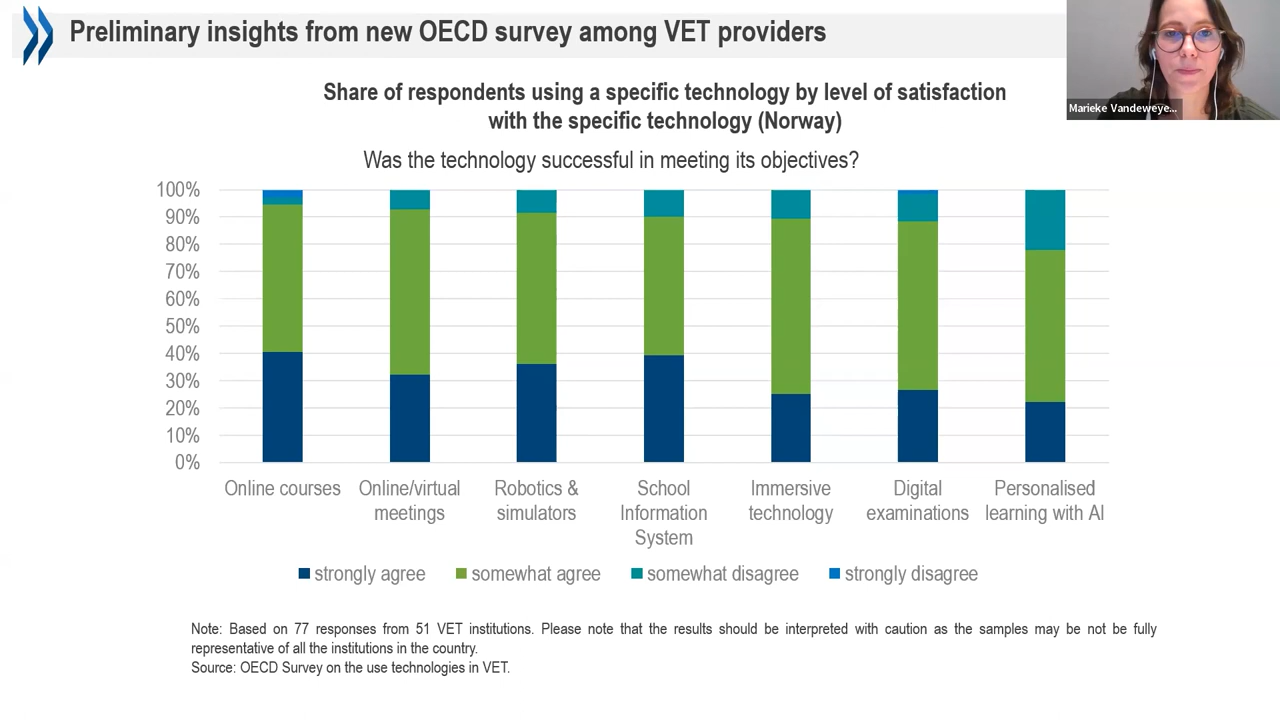 Preliminary insights from new OECD survey among VET providers
Marieke Vandeweye...
Share of respondents using a specific technology by level of satisfaction
with the specific technology (Norway)
Was the technology successful in meeting its objectives?
100%
90%
80%
70%
60%
50%
40%
30%
20%
10%
0%
Online courses
Online/virtual
meetings
Robotics &
simulators
School
Information
System
Immersive
technology
Digital
examinations
Personalised
learning with AI
strongly agree
somewhat agree
somewhat disagree
strongly disagree
Note: Based on 77 responses from 51 VET institutions. Please note that the results should be interpreted with caution as the samples may be not be fully
representative of all the institutions in the country.
Source: OECD Survey on the use technologies in VET.